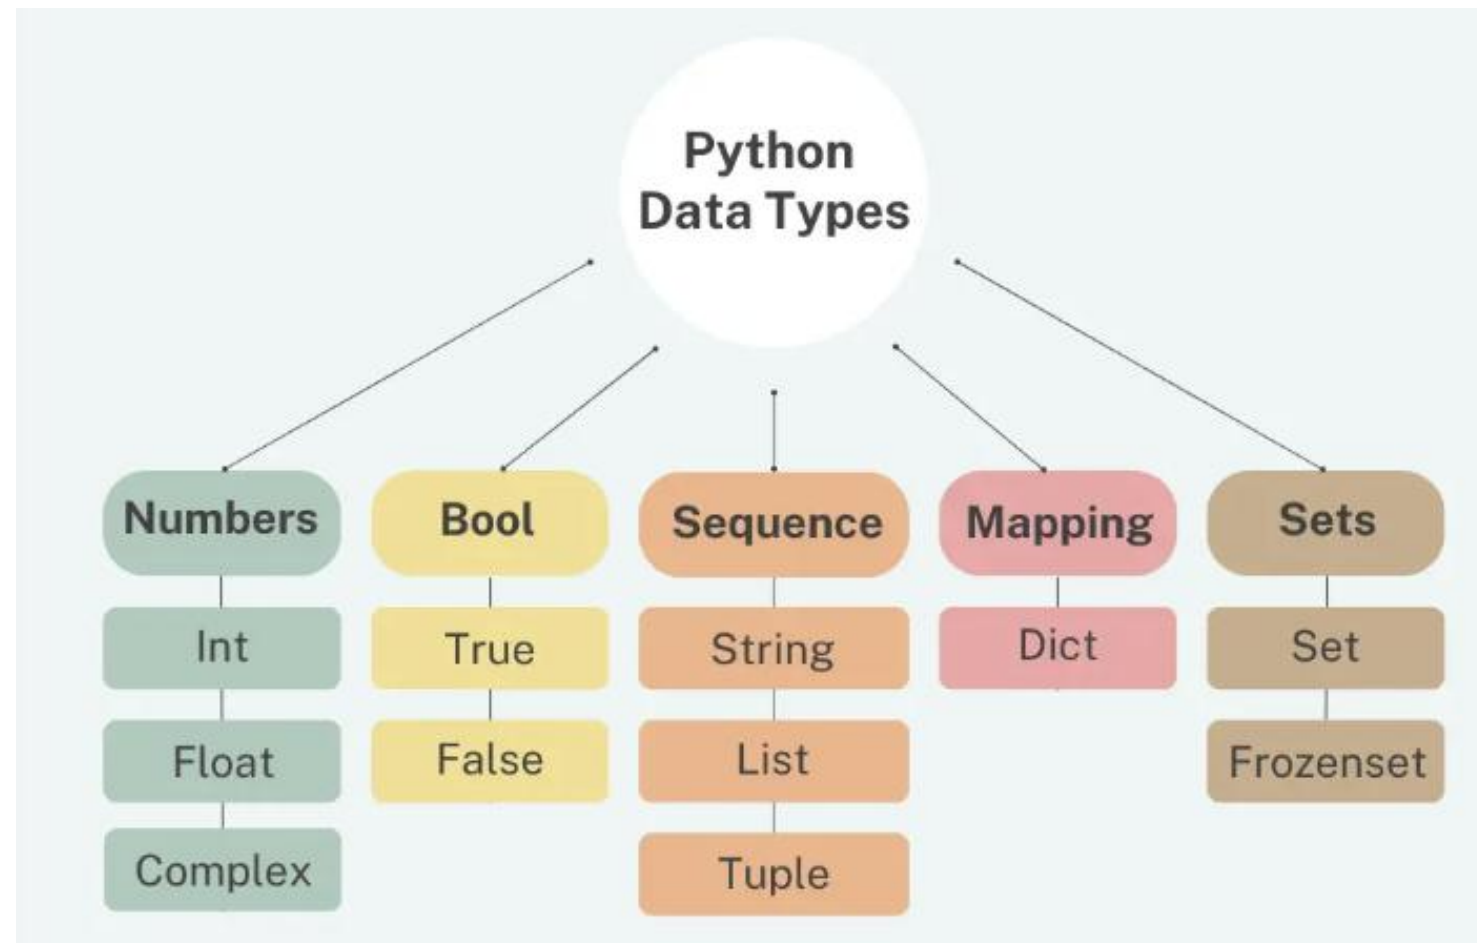 Python
Data Types
Numbers
Bool
Sequence
Mapping
Sets
Int
True
String
Dict
Set
Float
False
List
Frozenset
Complex
Tuple